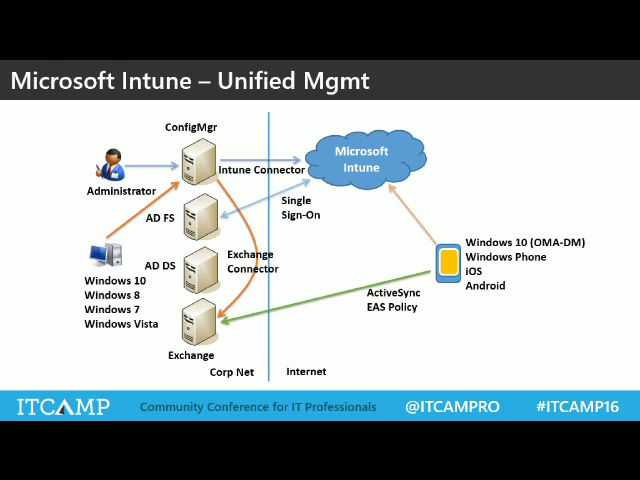 Microsoft Intune – Unified Mgmt
ConfigMgr
Microsoft
Intune
Intune Connector
Administrator
Single
Sign-On
AD FS
Windows 10 (OMA-DM)
Windows Phone
iOS
Android
Exchange
Connector
AD DS
Windows 10
Windows 8
Windows 7
Windows Vista
ActiveSync
EAS Policy
Exchange
Corp Net
Internet
ITCAMP
Community Conference for IT Professionals
@ITCAMPRO
#ITCAMP16